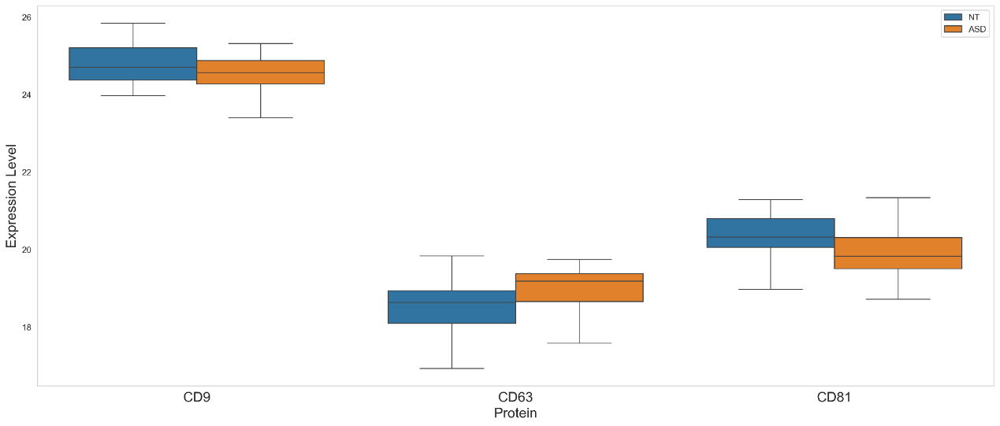 26
24
22
20
18
Expression Level
CD9
CD63
CD81
Protein
NT
ASD